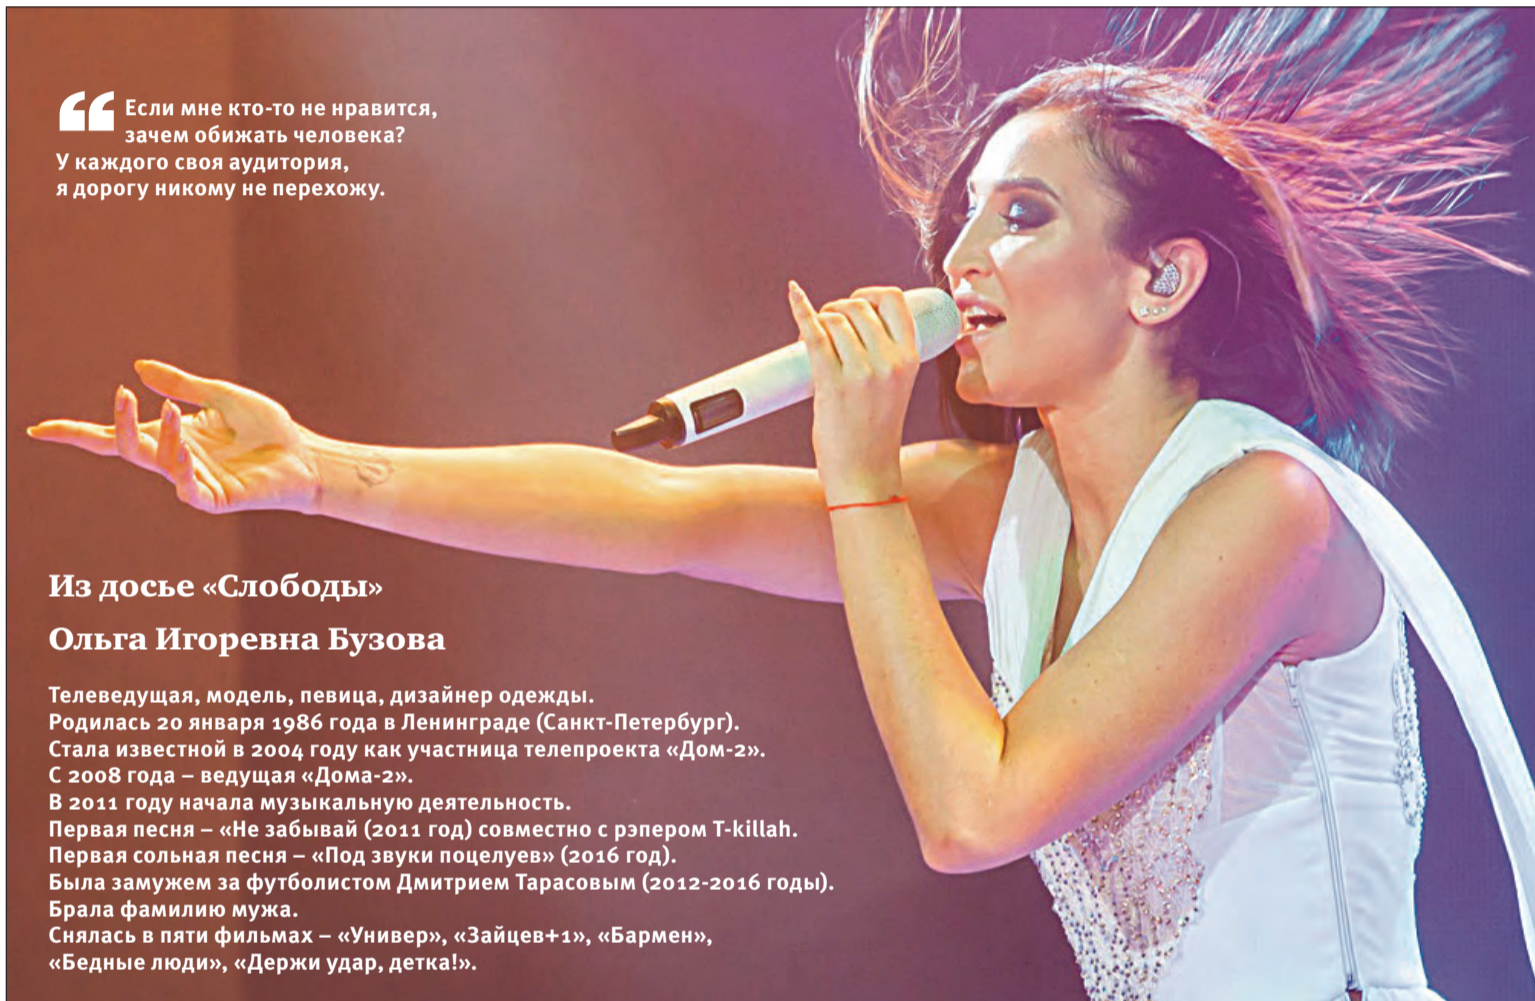 “ Если мне кто-то не нравится,
зачем обижать человека?
У каждого своя аудитория,
я дорогу никому не перехожу.
Из досье «Слободы»
Ольга Игоревна Бузова
Телеведущая, модель, певица, дизайнер одежды.
Родилась 20 января 1986 года в Ленинграде (Санкт-Петербург).
Стала известной в 2004 году как участница телепроекта «Дом-2».
С 2008 года – ведущая «Дома-2».
В 2011 году начала музыкальную деятельность.
Первая песня – «Не забывай (2011 год) совместно с рэпером T-killah.
Первая сольная песня – «Под звуки поцелуев» (2016 год).
Была замужем за футболистом Дмитрием Тарасовым (2012-2016 годы).
Брала фамилию мужа.
Снялась в пяти фильмах – «Универ», «Зайцев+1», «Бармен»,
«Бедные люди», «Держи удар, детка!».